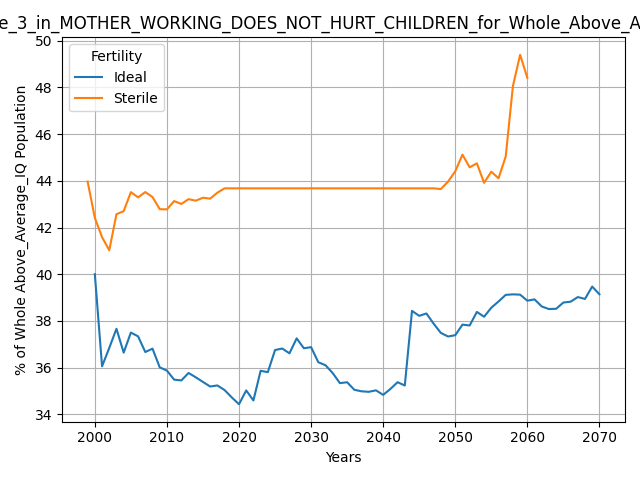 e_3_in_MOTHER_WORKING_DOES_NOT_HURT_CHILDREN_for_Whole_Above_A
Fertility
Ideal
Sterile
% of Whole Above_Average_IQ Population
50
48
46
44
42
40
38
36
34
2000
2010
2020
2030
2040
2050
2060
2070
Years